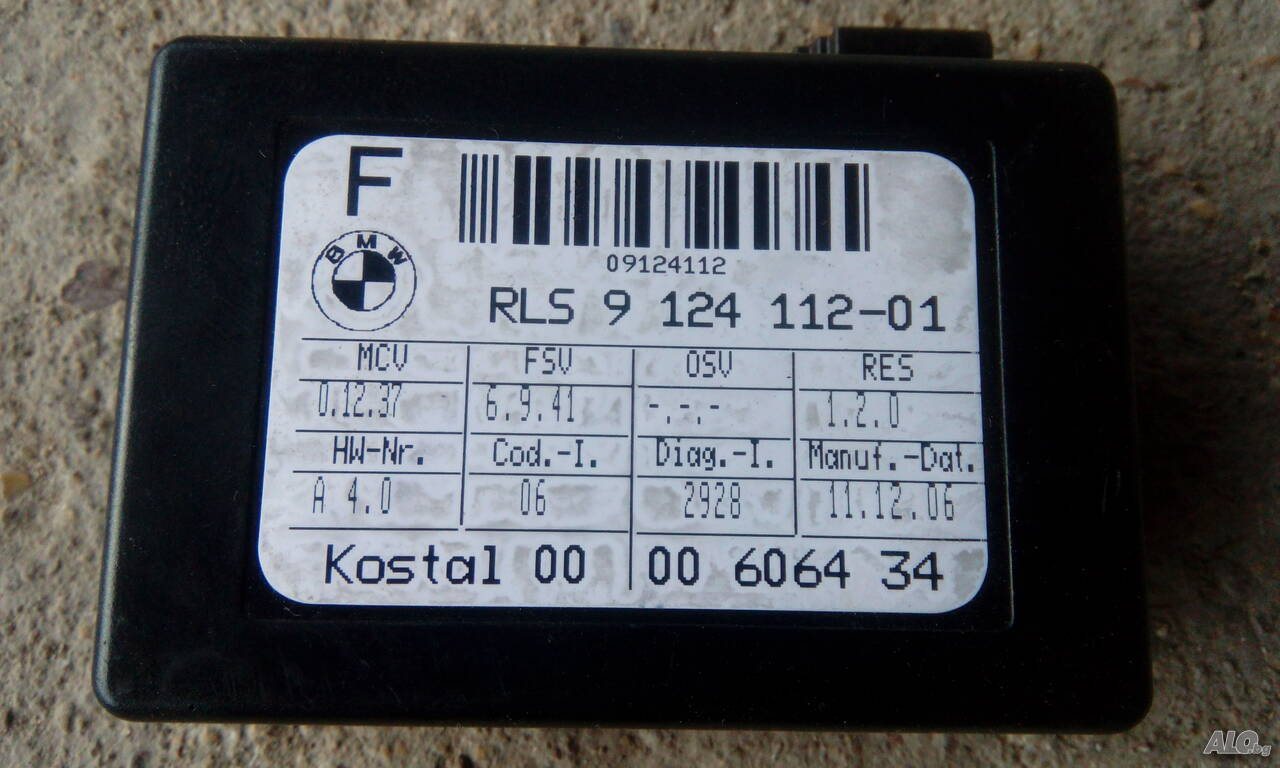 F
BMW
09124112
RLS 9 124 112-01
MCV FSV OSV RES
0.12.37 6.9.41 -.-.- 1.2.0
HW-Nr. Cod.-I. Diag.-I. Manuf.-Dat.
A 4.0 06 2928 11.12.06
Kostal 00 00 6064 34
ALO.bg